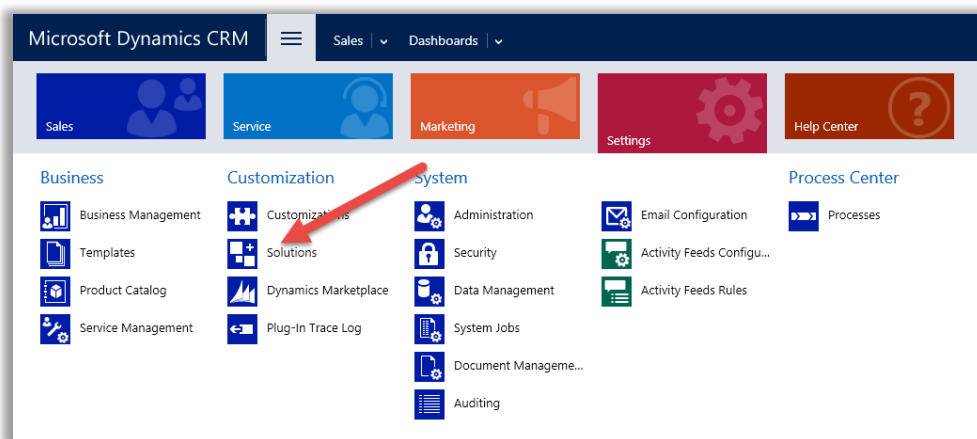 Microsoft Dynamics CRM Sales Dashboards
Sales Service Marketing Settings Help Center
Business
Business Management
Templates
Product Catalog
Service Management
Customization
Customizations
Solutions
Dynamics Marketplace
Plug-In Trace Log
System
Administration
Security
Data Management
System Jobs
Document Manageme...
Auditing
Email Configuration
Activity Feeds Configu...
Activity Feeds Rules
Process Center
Processes